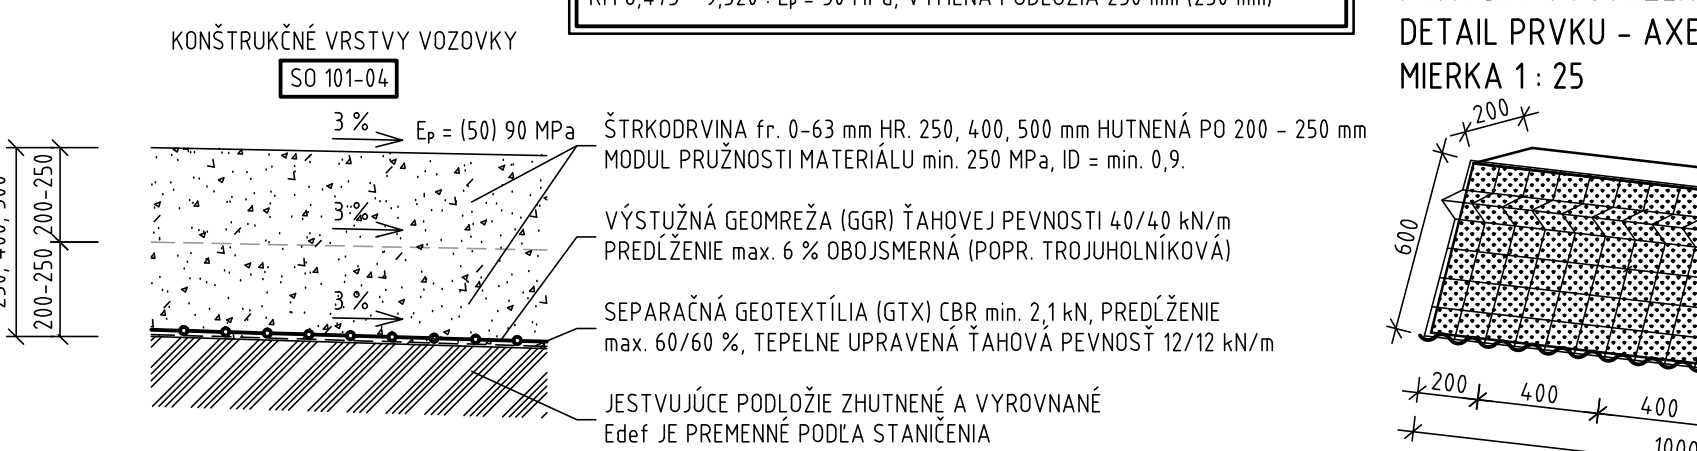 KONŠTRUKČNÉ VRSTVY VOZOVKY
SO 101-04
DETAIL PRVKU - AXE
MIERKA 1 : 25
3 %
Eₚ = (50) 90 MPa
ŠTRKODRVINA fr. 0-63 mm HR. 250, 400, 500 mm HUTNENÁ PO 200 - 250 mm
MODUL PRUŽNOSTI MATERIÁLU min. 250 MPa, ID = min. 0,9.
3 %
VÝSTUŽNÁ GEOMREŽA (GGR) ŤAHOVEJ PEVNOSTI 40/40 kN/m
PREDĹŽENIE max. 6 % OBOJSMERNÁ (POPR. TROJUHOLNÍKOVÁ)
3 %
SEPARAČNÁ GEOTEXTÍLIA (GTX) CBR min. 2,1 kN, PREDĹŽENIE
max. 60/60 %, TEPELNE UPRAVENÁ ŤAHOVÁ PEVNOSŤ 12/12 kN/m
JESTVUJÚCE PODLOŽIE ZHUTNENÉ A VYROVNANÉ
Edef JE PREMENNÉ PODĽA STANIČENIA
200-250
200-250
200
600
200
400
400
1000